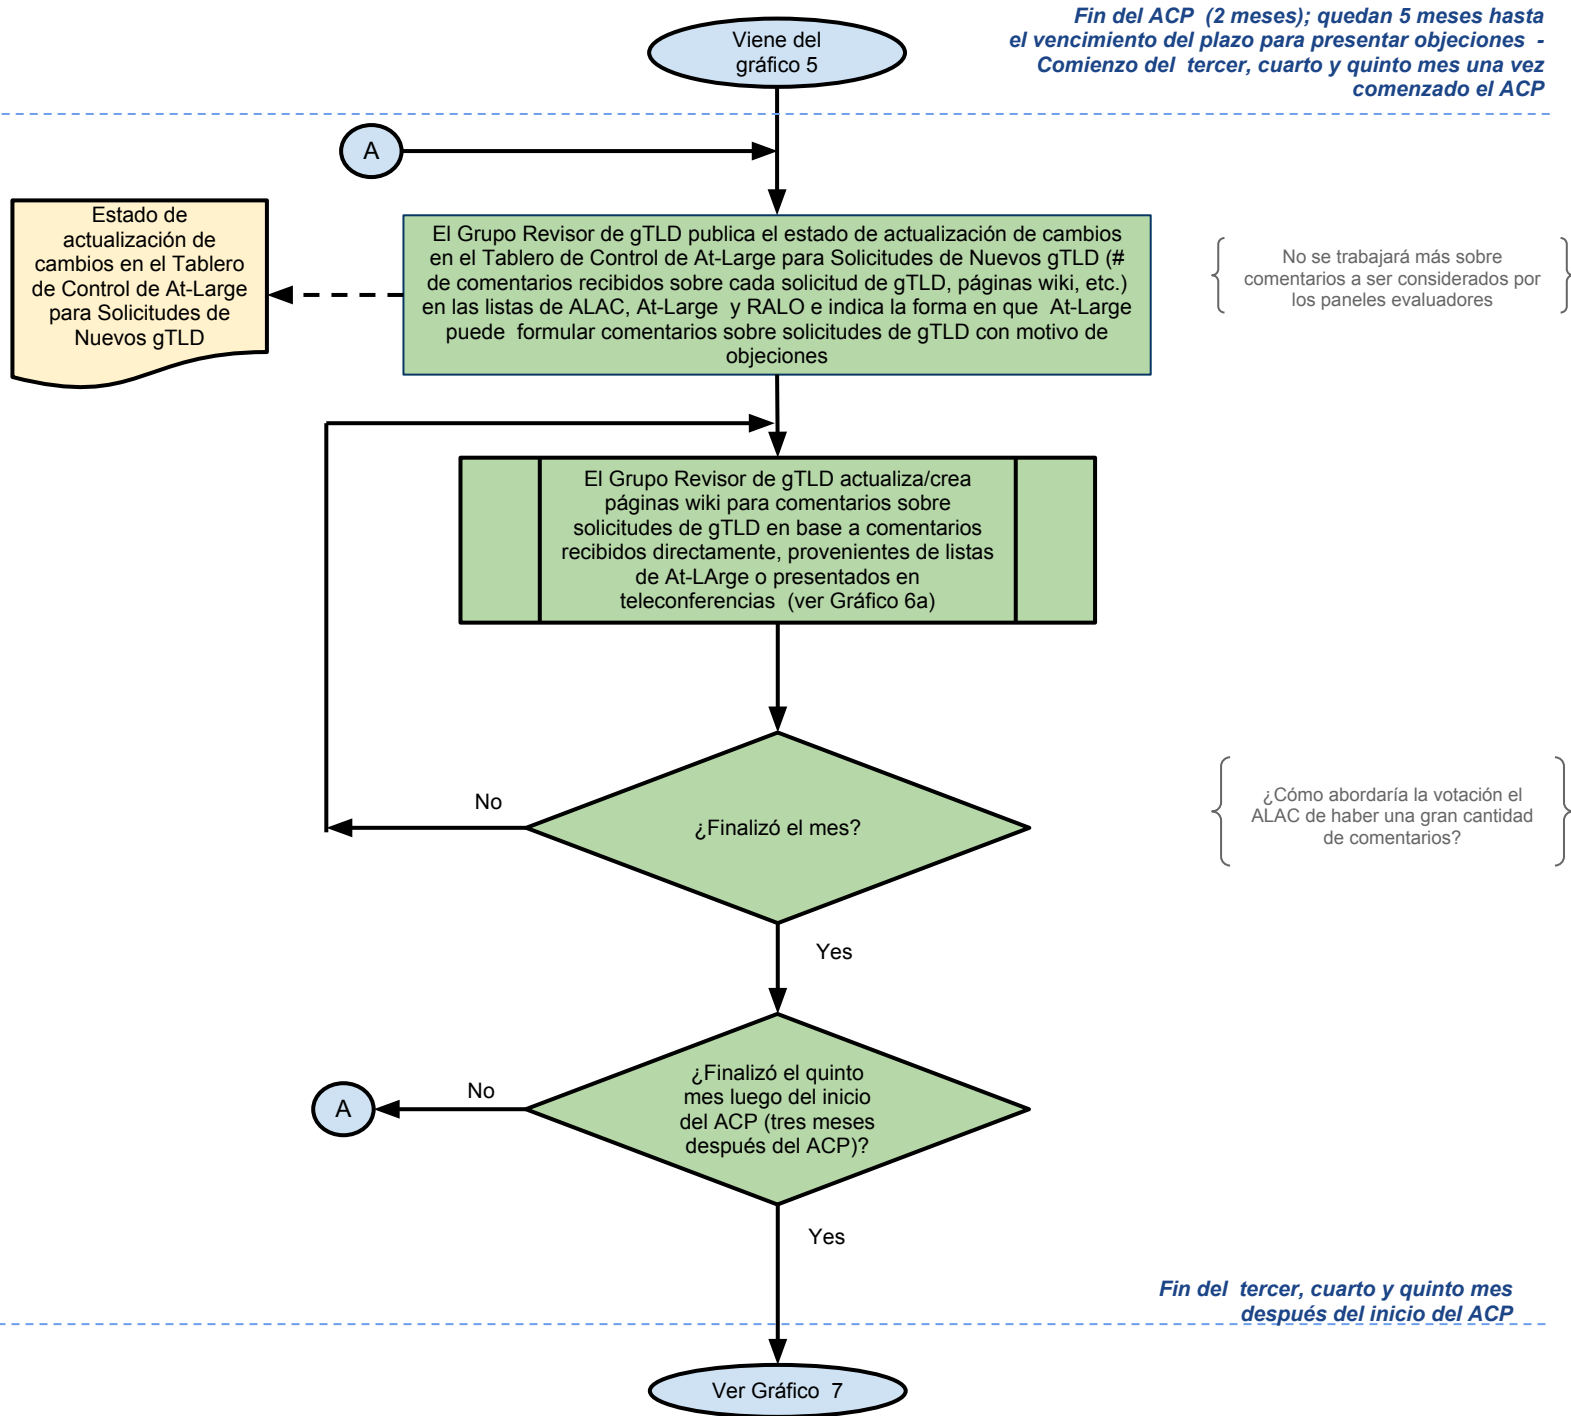 Fin del ACP (2 meses); quedan 5 meses hasta
el vencimiento del plazo para presentar objeciones -
Comienzo del tercer, cuarto y quinto mes una vez
comenzado el ACP
Viene del
gráfico 5
A
Estado de
actualización de
cambios en el Tablero
de Control de At-Large
para Solicitudes de
Nuevos gTLD
El Grupo Revisor de gTLD publica el estado de actualización de cambios
en el Tablero de Control de At-Large para Solicitudes de Nuevos gTLD (#
de comentarios recibidos sobre cada solicitud de gTLD, páginas wiki, etc.)
en las listas de ALAC, At-Large y RALO e indica la forma en que At-Large
puede formular comentarios sobre solicitudes de gTLD con motivo de
objeciones
No se trabajará más sobre
comentarios a ser considerados por
los paneles evaluadores
El Grupo Revisor de gTLD actualiza/crea
páginas wiki para comentarios sobre
solicitudes de gTLD en base a comentarios
recibidos directamente, provenientes de listas
de At-LArge o presentados en
teleconferencias (ver Gráfico 6a)
No
¿Finalizó el mes?
¿Cómo abordaría la votación el
ALAC de haber una gran cantidad
de comentarios?
Yes
¿Finalizó el quinto
mes luego del inicio
del ACP (tres meses
después del ACP)?
No
A
Yes
Fin del tercer, cuarto y quinto mes
después del inicio del ACP
Ver Gráfico 7